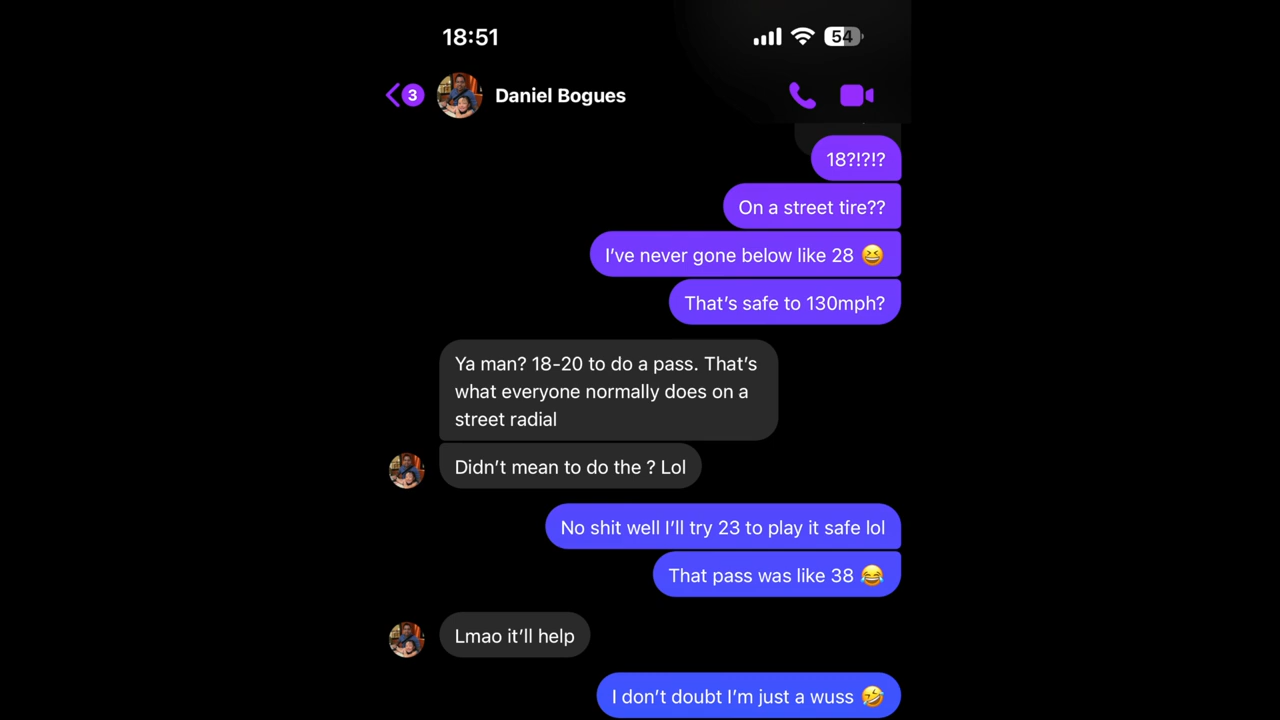 18:51
54
3
Daniel Bogues
18?!?!?
On a street tire??
I’ve never gone below like 28 😆
That’s safe to 130mph?
Ya man? 18-20 to do a pass. That’s
what everyone normally does on a
street radial
Didn’t mean to do the ? Lol
No shit well I’ll try 23 to play it safe lol
That pass was like 38 😂
Lmao it’ll help
I don’t doubt I’m just a wuss 🤣